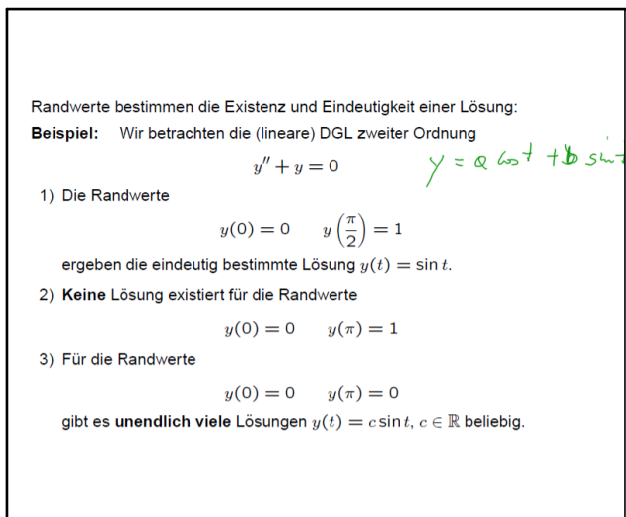 Randwerte bestimmen die Existenz und Eindeutigkeit einer Lösung:
Beispiel: Wir betrachten die (lineare) DGL zweiter Ordnung
y'' + y = 0
y = a cos t + b sin t
1) Die Randwerte
y(0) = 0 y(π/2) = 1
ergeben die eindeutig bestimmte Lösung y(t) = sin t.
2) Keine Lösung existiert für die Randwerte
y(0) = 0 y(π) = 1
3) Für die Randwerte
y(0) = 0 y(π) = 0
gibt es unendlich viele Lösungen y(t) = c sin t, c ∈ ℝ beliebig.